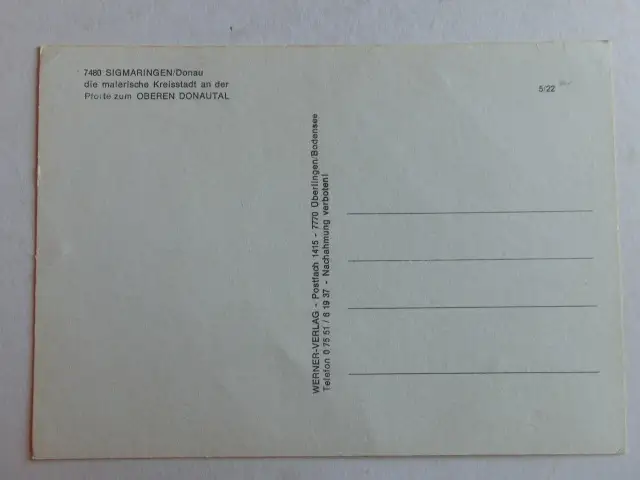 7480 SIGMARINGEN/Donau
die malerische Kreisstadt an der
Pforte zum OBEREN DONAUTAL
5/22
WERNER-VERLAG - Postfach 1415 - 7770 Überlingen/Bodensee
Telefon 0 75 51 / 6 19 37 - Nachahmung verboten!